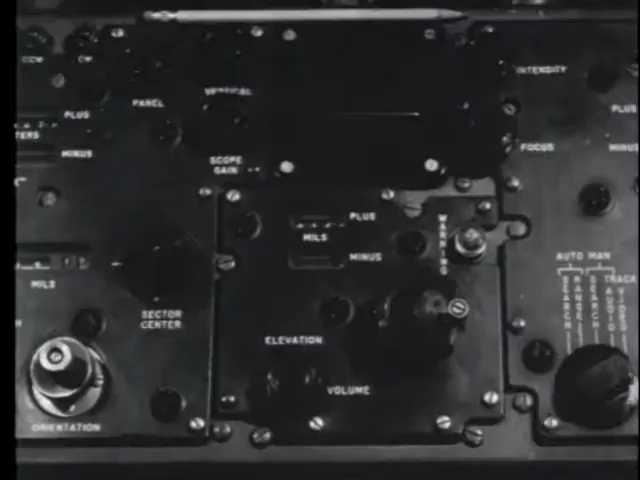 CCW
CW
PANEL
VERTICAL
INTENSITY
PLUS
TERS
MINUS
PLUS
MINUS
SCOPE
GAIN
FOCUS
PLUS
MILS
MINUS
WARNING
MILS
AUTO MAN
TRACK
SEARCH
RANGE
SEARCH
AUDIO
VIDEO
SECTOR
CENTER
ELEVATION
VOLUME
ORIENTATION